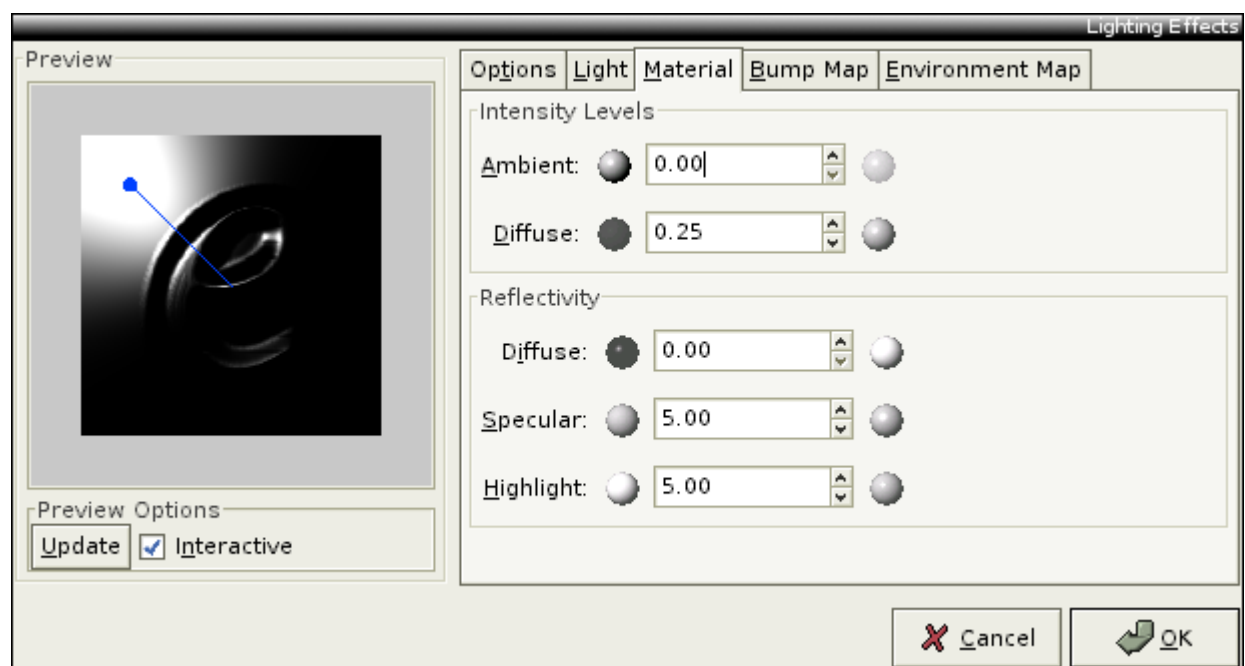 Lighting Effects
Preview
Options Light Material Bump Map Environment Map
Intensity Levels
Ambient: 0.00
Diffuse: 0.25
Reflectivity
Diffuse: 0.00
Specular: 5.00
Highlight: 5.00
Preview Options
Update Interactive
Cancel OK